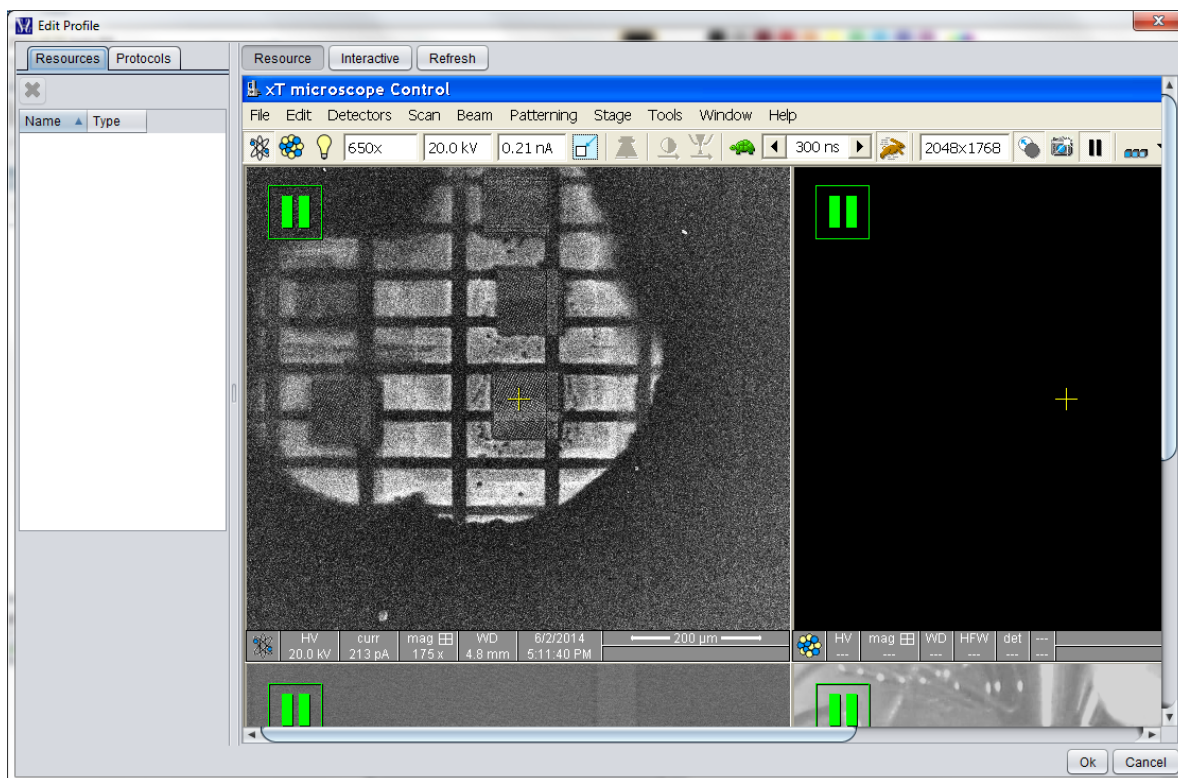 Edit Profile
Resources Protocols
Resource Interactive Refresh
Name Type
xT microscope Control
File Edit Detectors Scan Beam Patterning Stage Tools Window Help
650x 20.0 kV 0.21 nA 300 ns 2048x1768
HV curr mag WD 6/2/2014 200 µm
20.0 kV 213 pA 175 x 4.8 mm 5:11:40 PM
HV mag WD HFW det ---
--- --- --- --- --- ---
Ok Cancel